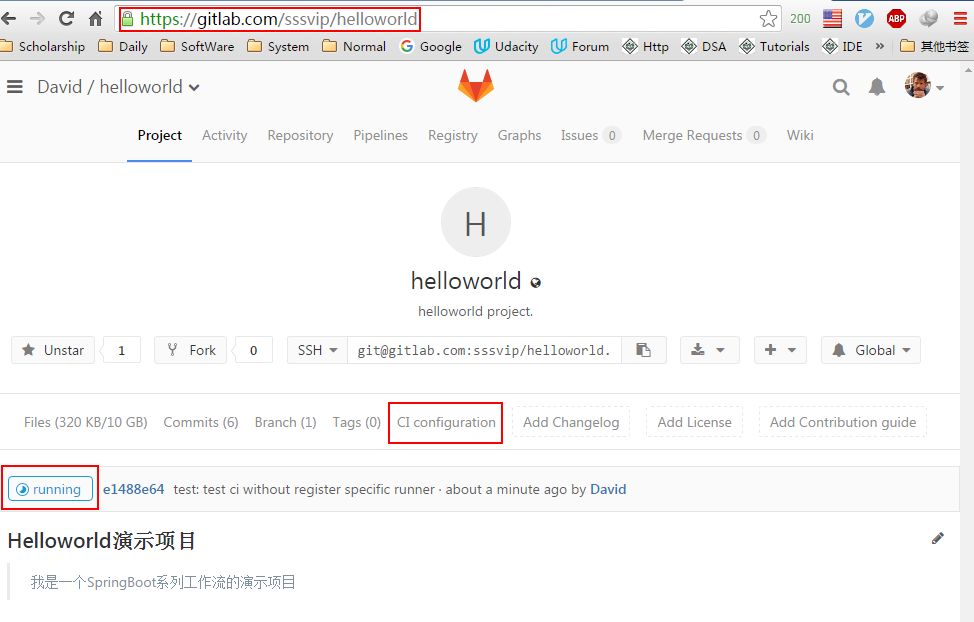 https://gitlab.com/sssvip/helloworld 200 ABP
Scholarship Daily SoftWare System Normal Google Udacity Forum Http DSA Tutorials IDE » 其他书签
David / helloworld
Project Activity Repository Pipelines Registry Graphs Issues 0 Merge Requests 0 Wiki
H
helloworld
helloworld project.
Unstar 1 Fork 0 SSH git@gitlab.com:sssvip/helloworld. Global
Files (320 KB/10 GB) Commits (6) Branch (1) Tags (0) CI configuration Add Changelog Add License Add Contribution guide
running e1488e64 test: test ci without register specific runner · about a minute ago by David
Helloworld演示项目
我是一个SpringBoot系列工作流的演示项目